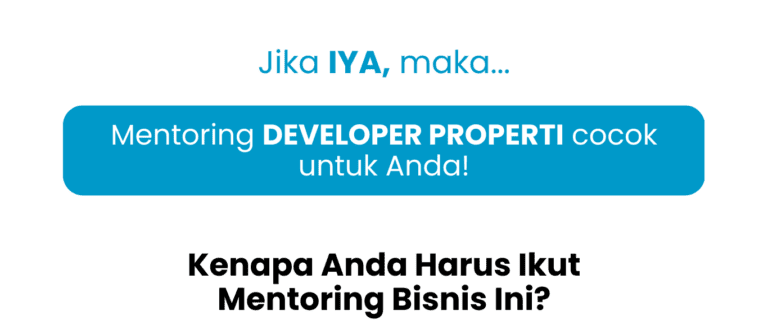 Jika IYA, maka...
Mentoring DEVELOPER PROPERTI cocok
untuk Anda!
Kenapa Anda Harus Ikut
Mentoring Bisnis Ini?